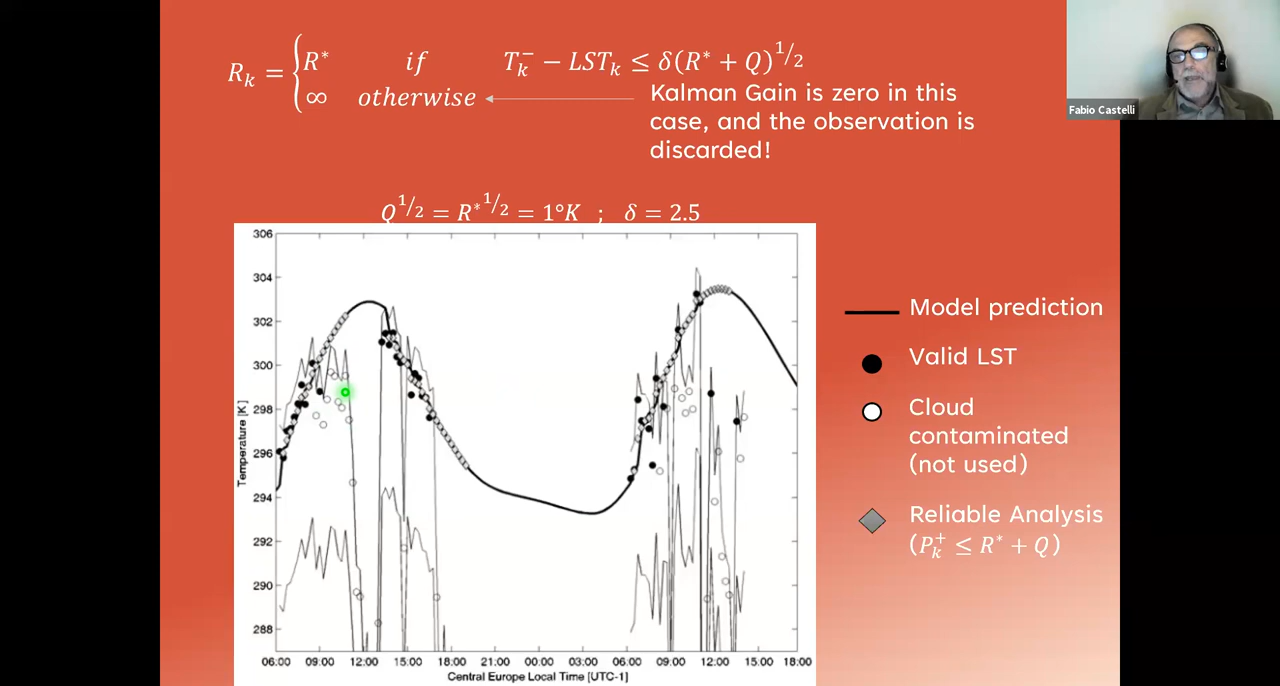 R_k = { R* if T_k^- − LST_k ≤ δ(R* + Q)^1/2
∞ otherwise
Kalman Gain is zero in this
case, and the observation is
discarded!
Fabio Castelli
Q^1/2 = R*^1/2 = 1°K ; δ = 2.5
306
304
302
300
298
296
294
292
290
288
Temperature [K]
06:00 09:00 12:00 15:00 18:00 21:00 00:00 03:00 06:00 09:00 12:00 15:00 18:00
Central Europe Local Time [UTC-1]
Model prediction
Valid LST
Cloud
contaminated
(not used)
Reliable Analysis
(P_k^+ ≤ R* + Q)